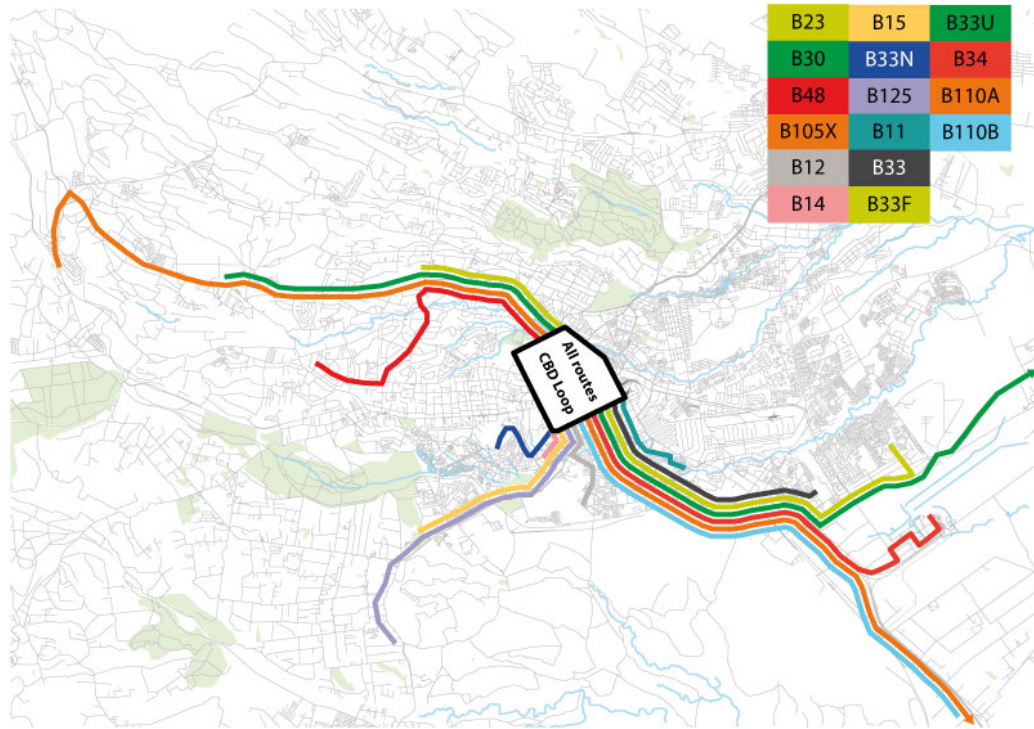 B23 B15 B33U
B30 B33N B34
B48 B125 B110A
B105X B11 B110B
B12 B33
B14 B33F
All routes
CBD Loop